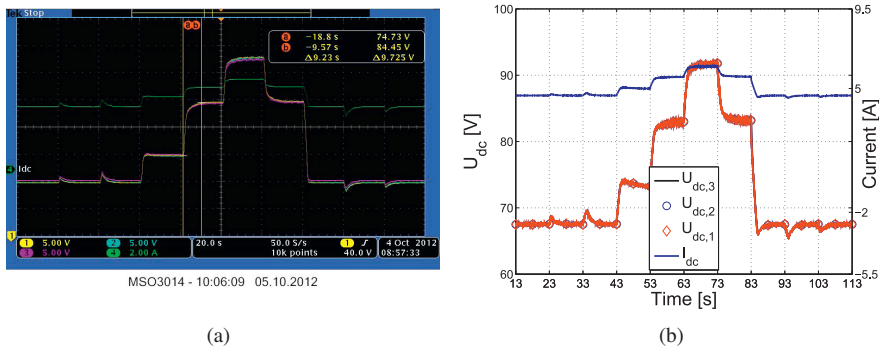 Tek Stop
a b
a −18.8 s 74.73 V
b −9.57 s 84.45 V
Δ9.23 s Δ9.725 V
4 Idc
1
1 5.00 V 2 5.00 V 20.0 s 50.0 S/s 1 4 Oct 2012
3 5.00 V 4 2.00 A 10k points 40.0 V 08:57:33
MSO3014 - 10:06:09 05.10.2012
(a)
100
90
80
70
60
U_dc [V]
9.5
5
−2
−5.5
Current [A]
U_dc,3
U_dc,2
U_dc,1
I_dc
13 23 33 43 53 63 73 83 93 103 113
Time [s]
(b)